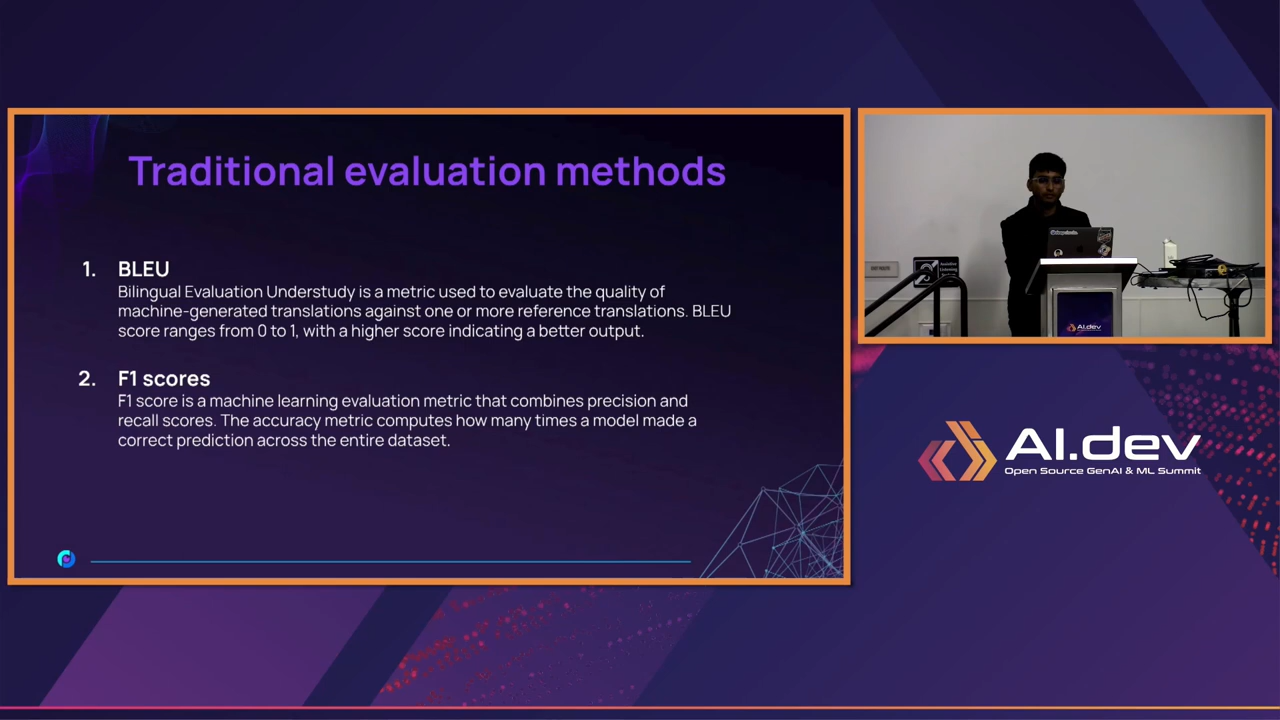 Traditional evaluation methods
1. BLEU
Bilingual Evaluation Understudy is a metric used to evaluate the quality of
machine-generated translations against one or more reference translations. BLEU
score ranges from 0 to 1, with a higher score indicating a better output.
2. F1 scores
F1 score is a machine learning evaluation metric that combines precision and
recall scores. The accuracy metric computes how many times a model made a
correct prediction across the entire dataset.
Assistive
Listening
AI.dev
AI.dev
Open Source GenAI & ML Summit